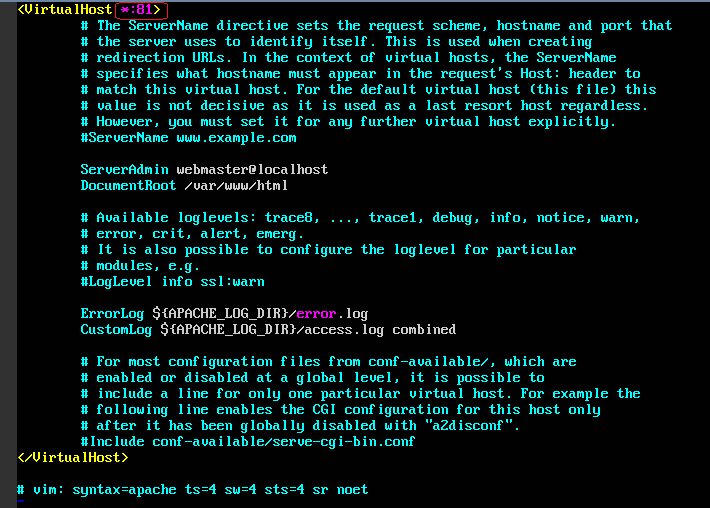 <VirtualHost *:81>
# The ServerName directive sets the request scheme, hostname and port that
# the server uses to identify itself. This is used when creating
# redirection URLs. In the context of virtual hosts, the ServerName
# specifies what hostname must appear in the request's Host: header to
# match this virtual host. For the default virtual host (this file) this
# value is not decisive as it is used as a last resort host regardless.
# However, you must set it for any further virtual host explicitly.
#ServerName www.example.com
ServerAdmin webmaster@localhost
DocumentRoot /var/www/html
# Available loglevels: trace8, ..., trace1, debug, info, notice, warn,
# error, crit, alert, emerg.
# It is also possible to configure the loglevel for particular
# modules, e.g.
#LogLevel info ssl:warn
ErrorLog ${APACHE_LOG_DIR}/error.log
CustomLog ${APACHE_LOG_DIR}/access.log combined
# For most configuration files from conf-available/, which are
# enabled or disabled at a global level, it is possible to
# include a line for only one particular virtual host. For example the
# following line enables the CGI configuration for this host only
# after it has been globally disabled with "a2disconf".
#Include conf-available/serve-cgi-bin.conf
</VirtualHost>
# vim: syntax=apache ts=4 sw=4 sts=4 sr noet